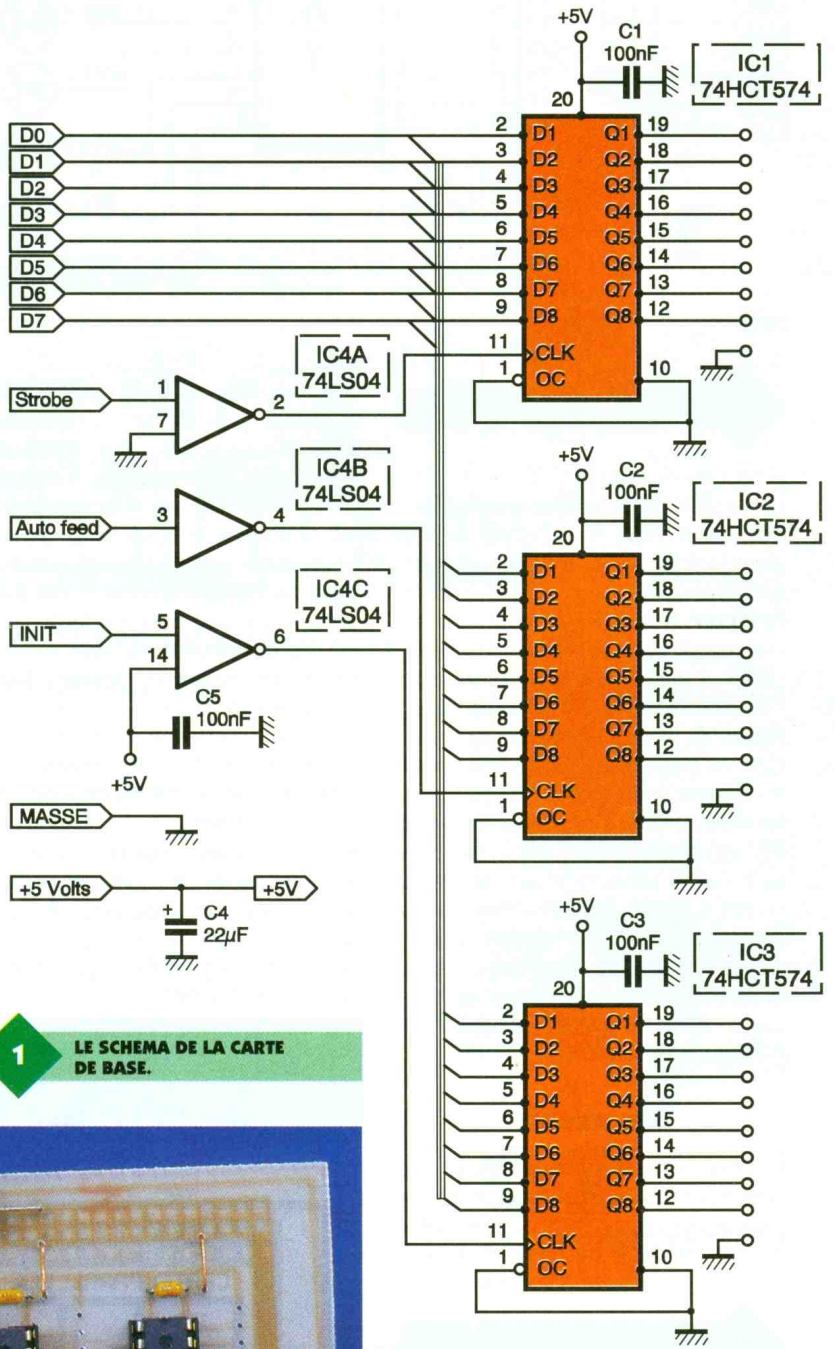 +5V
C1
100nF
IC1
74HCT574
20
D0
D1
D2
D3
D4
D5
D6
D7
2 D1 Q1 19
3 D2 Q2 18
4 D3 Q3 17
5 D4 Q4 16
6 D5 Q5 15
7 D6 Q6 14
8 D7 Q7 13
9 D8 Q8 12
11 CLK
1 OC 10
IC4A
74LS04
Strobe
1
7
2
IC4B
74LS04
Auto feed
3
4
IC4C
74LS04
INIT
5
14
6
C5
100nF
+5V
MASSE
+5 Volts
+5V
+
C4
22µF
+5V
C2
100nF
IC2
74HCT574
20
2 D1 Q1 19
3 D2 Q2 18
4 D3 Q3 17
5 D4 Q4 16
6 D5 Q5 15
7 D6 Q6 14
8 D7 Q7 13
9 D8 Q8 12
11 CLK
1 OC 10
+5V
C3
100nF
IC3
74HCT574
20
2 D1 Q1 19
3 D2 Q2 18
4 D3 Q3 17
5 D4 Q4 16
6 D5 Q5 15
7 D6 Q6 14
8 D7 Q7 13
9 D8 Q8 12
11 CLK
1 OC 10
1
LE SCHEMA DE LA CARTE
DE BASE.